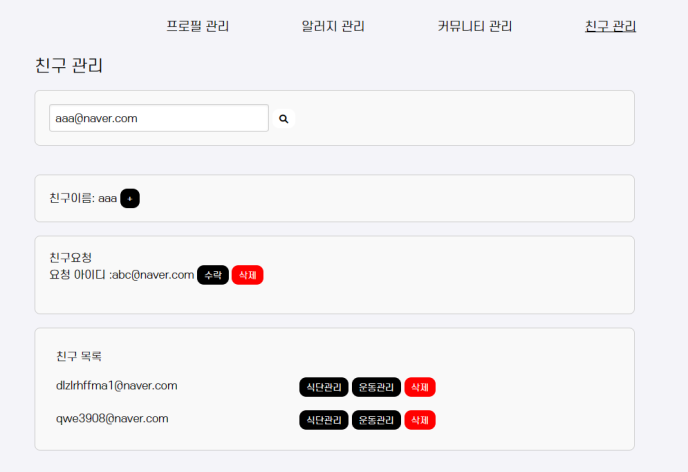 프로필 관리 알러지 관리 커뮤니티 관리 친구 관리
친구 관리
aaa@naver.com
친구이름: aaa +
친구요청
요청 아이디 :abc@naver.com 수락 삭제
친구 목록
dlzlrhffma1@naver.com 식단관리 운동관리 삭제
qwe3908@naver.com 식단관리 운동관리 삭제